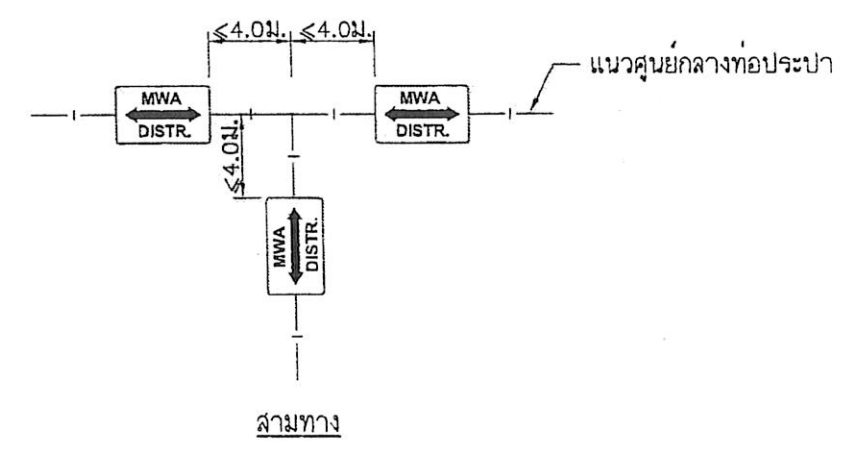 ≤4.0ม. ≤4.0ม.
แนวศูนย์กลางท่อประปา
MWA
DISTR.
MWA
DISTR.
≤4.0ม.
MWA
DISTR.
สามทาง